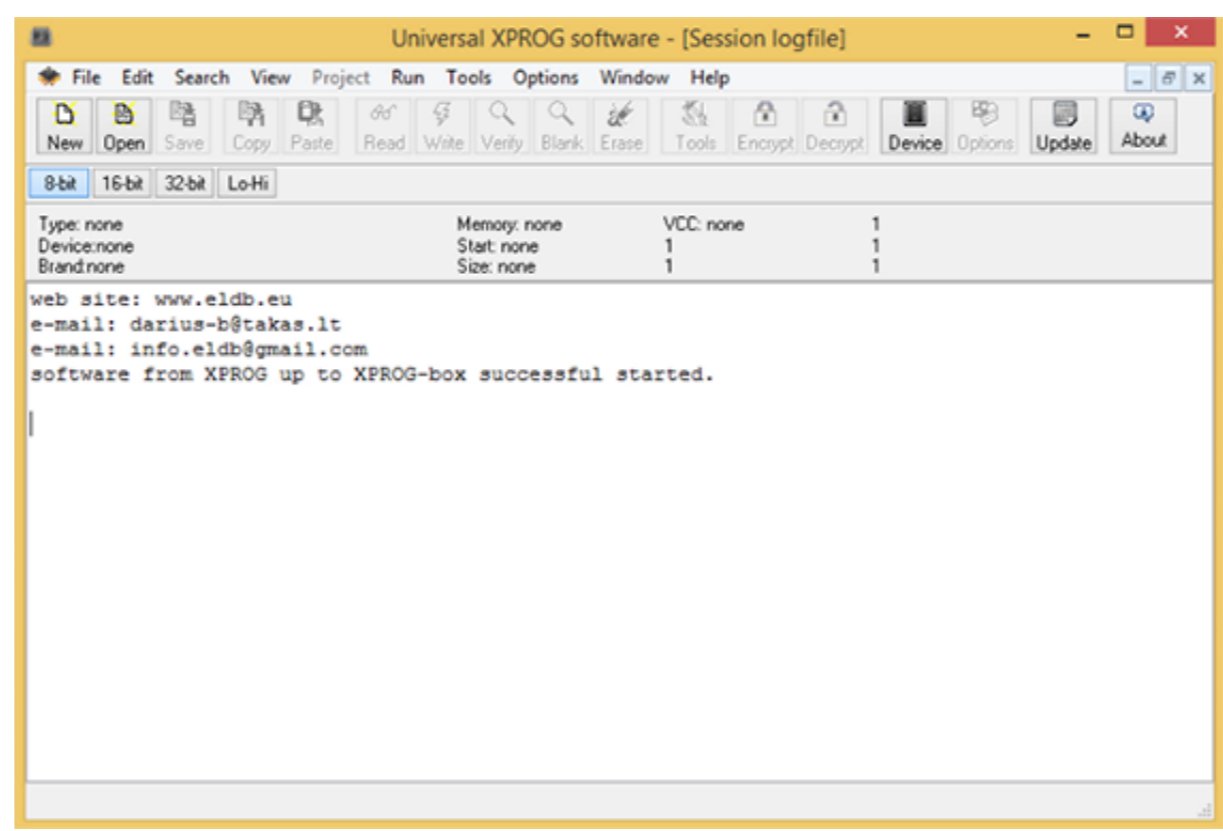 Universal XPROG software - [Session logfile]
File Edit Search View Project Run Tools Options Window Help
New Open Save Copy Paste Read Write Verify Blank Erase Tools Encrypt Decrypt Device Options Update About
8-bit 16-bit 32-bit Lo-Hi
Type: none Memory: none VCC: none 1
Device:none Start: none 1 1
Brand:none Size: none 1 1
web site: www.eldb.eu
e-mail: darius-b@takas.lt
e-mail: info.eldb@gmail.com
software from XPROG up to XPROG-box successful started.